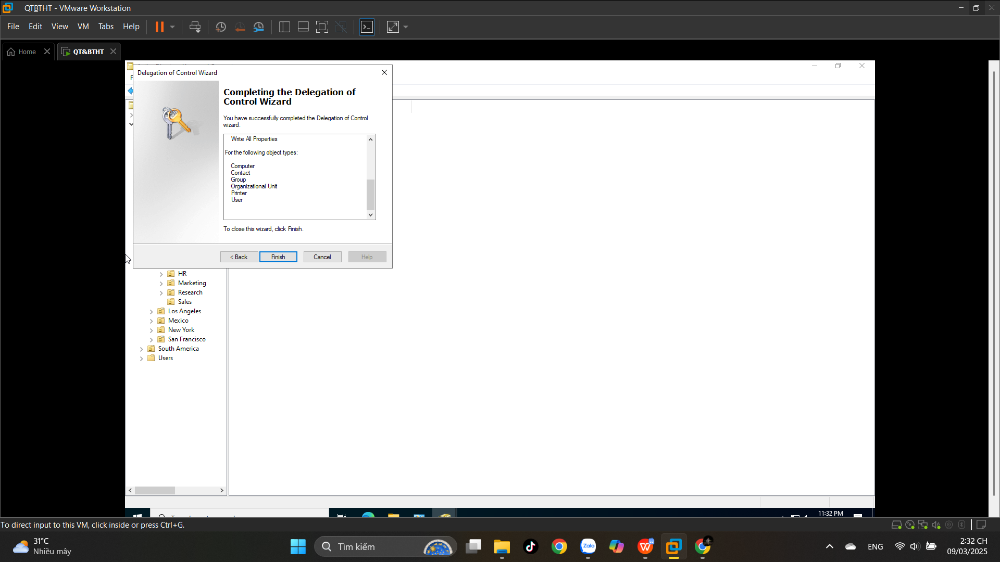 QTBTHT - VMware Workstation
File Edit View VM Tabs Help
Home
QT&BTHT
Delegation of Control Wizard
Completing the Delegation of
Control Wizard
You have successfully completed the Delegation of Control
wizard.
Write All Properties
For the following object types:
Computer
Contact
Group
Organizational Unit
Printer
User
To close this wizard, click Finish.
< Back
Finish
Cancel
Help
HR
Marketing
Research
Sales
Los Angeles
Mexico
New York
San Francisco
South America
Users
11:32 PM
To direct input to this VM, click inside or press Ctrl+G.
31°C
Nhiều mây
Tìm kiếm
Zalo
ENG
2:32 CH
09/03/2025